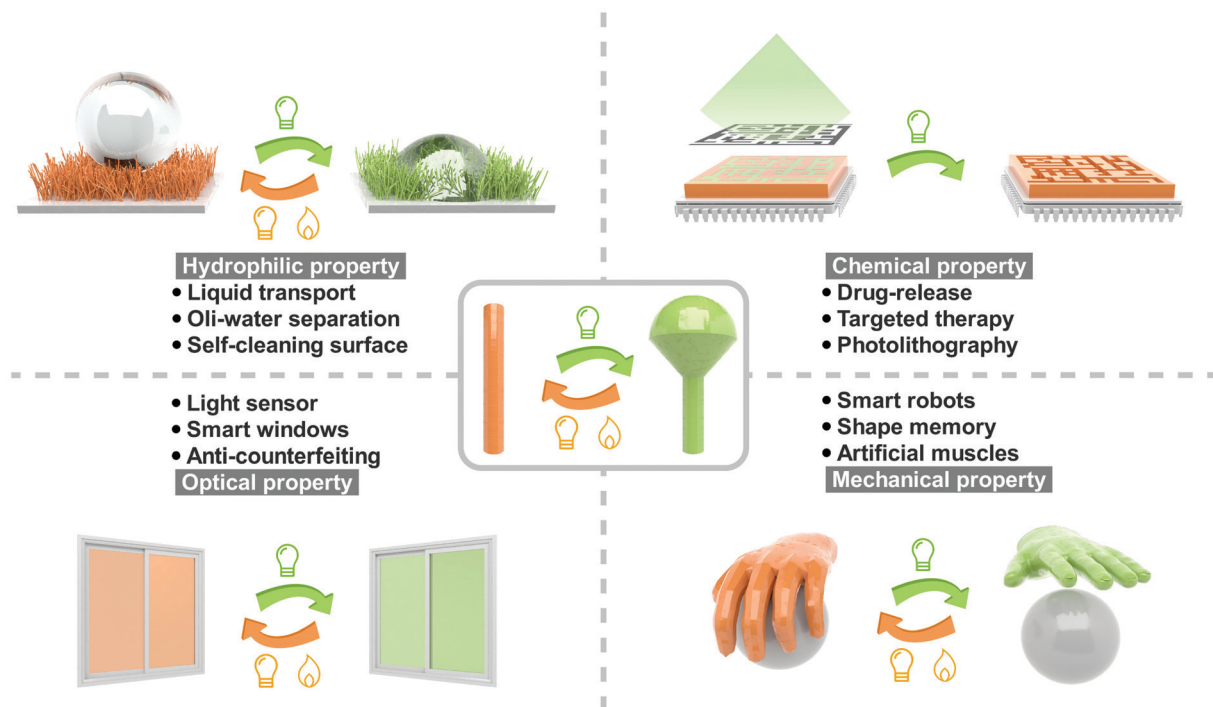 Hydrophilic property
• Liquid transport
• Oli-water separation
• Self-cleaning surface
Chemical property
• Drug-release
• Targeted therapy
• Photolithography
• Light sensor
• Smart windows
• Anti-counterfeiting
Optical property
• Smart robots
• Shape memory
• Artificial muscles
Mechanical property